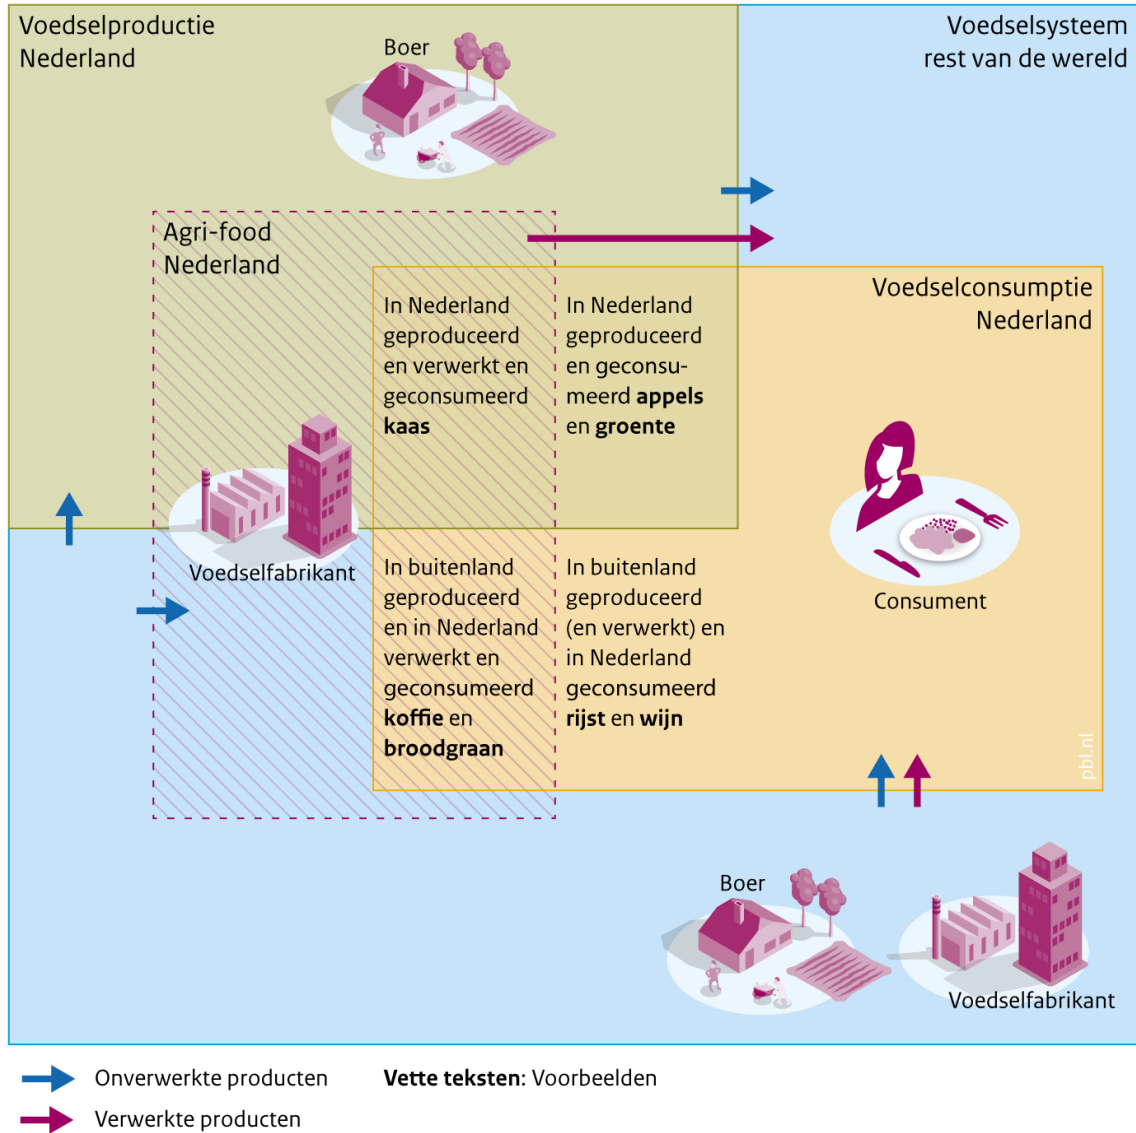 Voedselproductie
Nederland
Boer
Voedselsysteem
rest van de wereld
Agri-food
Nederland
Voedselconsumptie
Nederland
In Nederland
geproduceerd
en verwerkt en
geconsumeerd
kaas
In Nederland
geproduceerd
en geconsu-
meerd appels
en groente
Voedselfabrikant
In buitenland
geproduceerd
en in Nederland
verwerkt en
geconsumeerd
koffie en
broodgraan
In buitenland
geproduceerd
(en verwerkt) en
in Nederland
geconsumeerd
rijst en wijn
Consument
pbl.nl
Boer
Voedselfabrikant
Onverwerkte producten
Vette teksten: Voorbeelden
Verwerkte producten